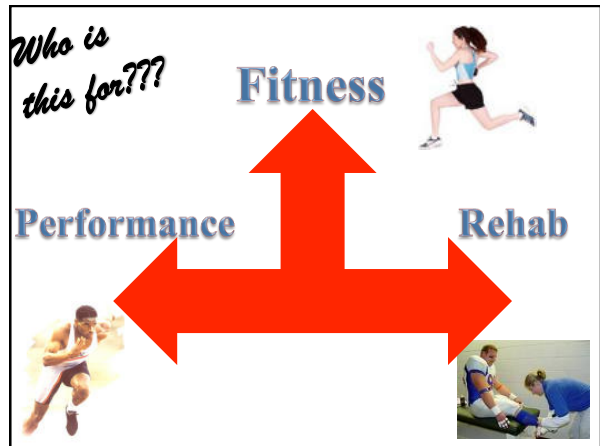 Who is
this for???
Fitness
Performance
Rehab